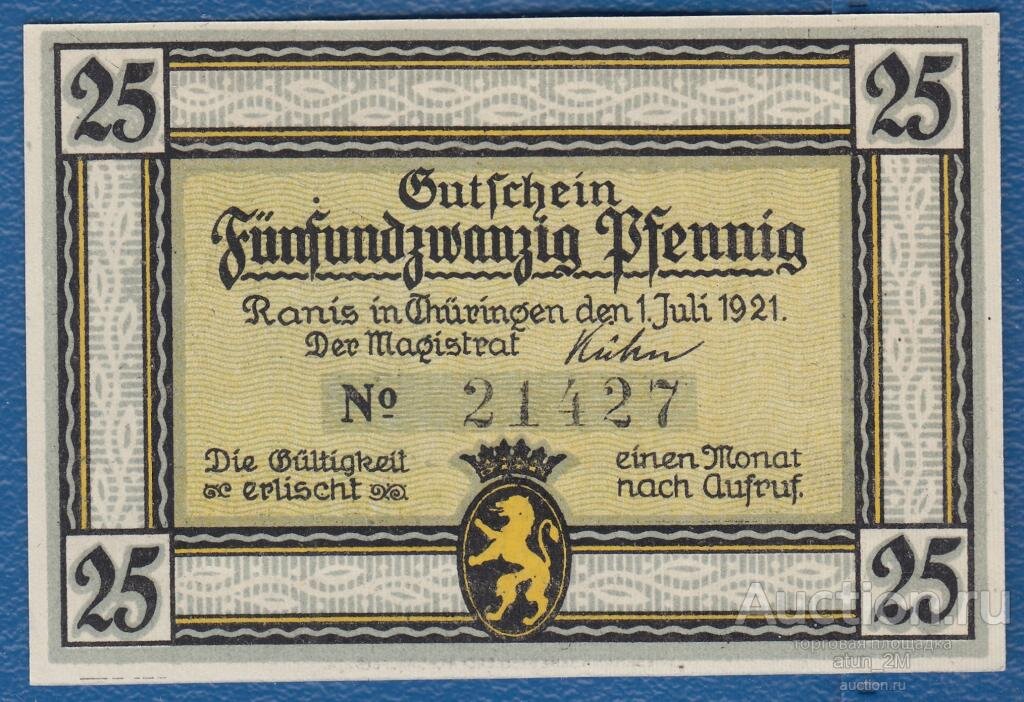 25 25
Gutschein
Fünfundzwanzig Pfennig
Ranis in Thüringen den 1. Juli 1921.
Der Magistrat Kühn
No 21427
Die Gültigkeit einen Monat
erlischt nach Aufruf.
25 25
Auction.ru
торговая площадка
atun_2M
auction.ru